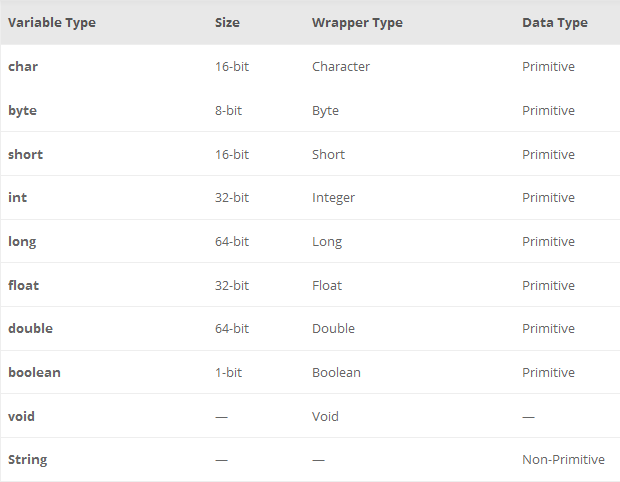 Variable Type Size Wrapper Type Data Type
char 16-bit Character Primitive
byte 8-bit Byte Primitive
short 16-bit Short Primitive
int 32-bit Integer Primitive
long 64-bit Long Primitive
float 32-bit Float Primitive
double 64-bit Double Primitive
boolean 1-bit Boolean Primitive
void — Void —
String — — Non-Primitive